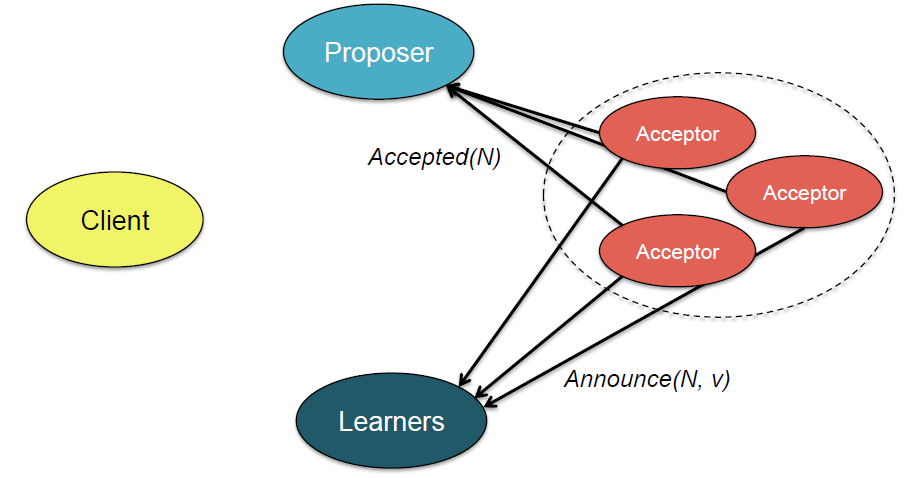 Proposer
Acceptor
Accepted(N)
Acceptor
Client
Acceptor
Announce(N, v)
Learners